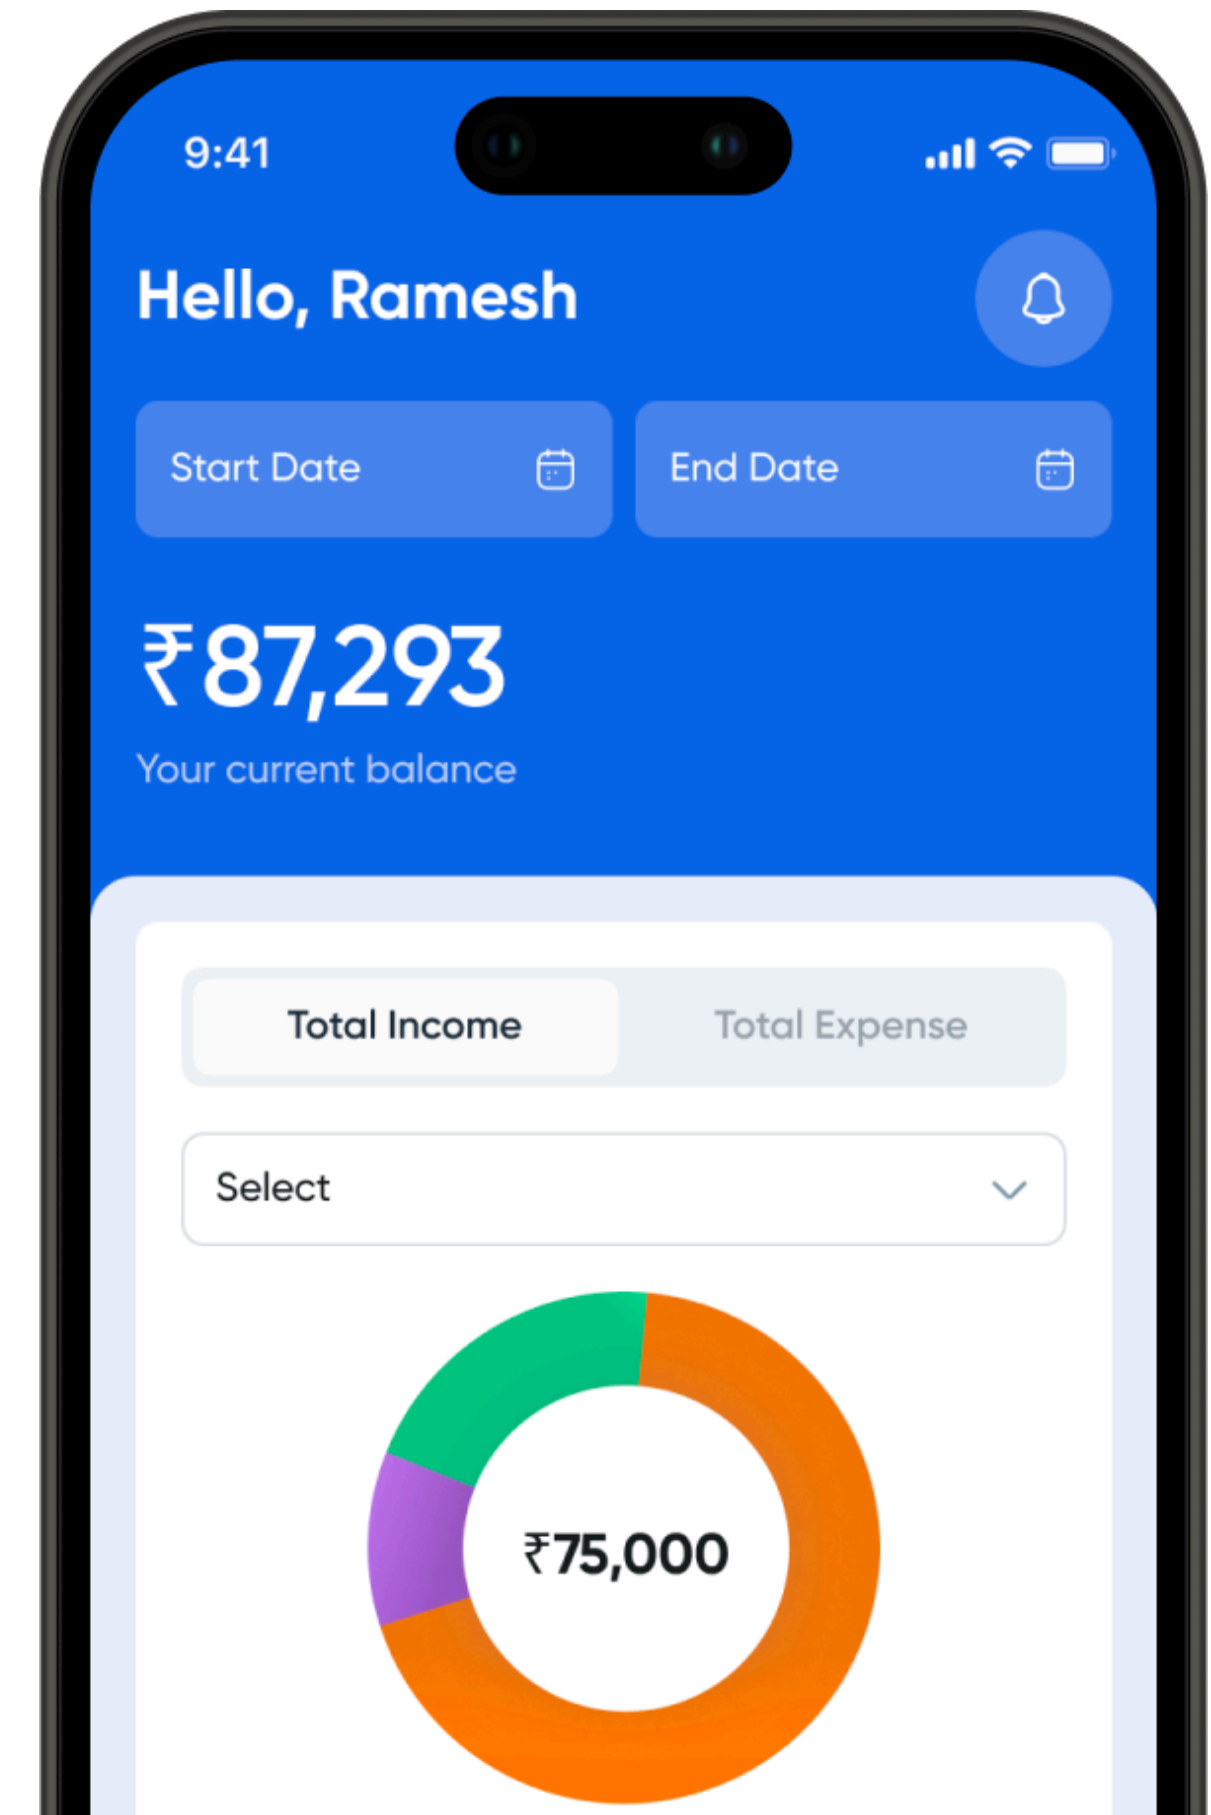 9:41
Hello, Ramesh
Start Date
End Date
₹87,293
Your current balance
Total Income
Total Expense
Select
₹75,000